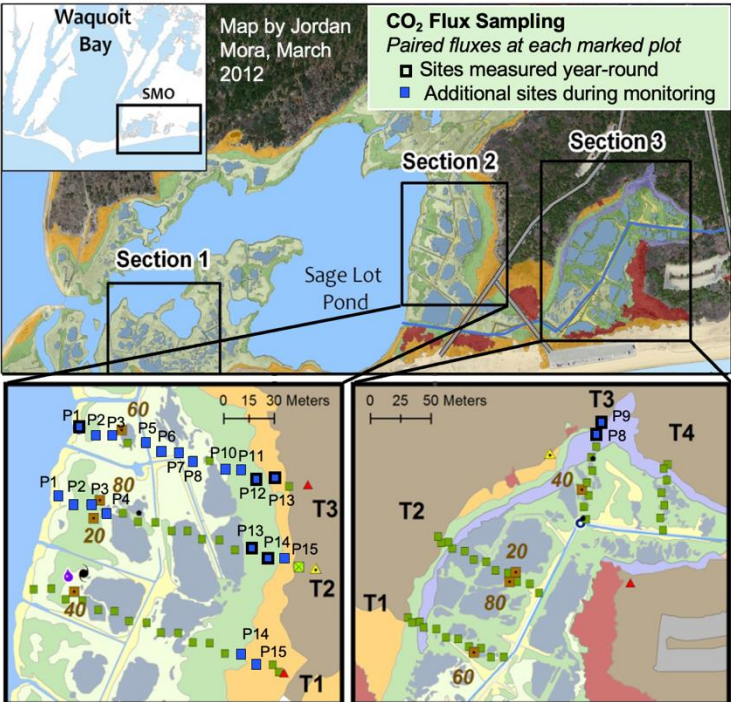 Waquoit
Bay
SMO
Map by Jordan
Mora, March
2012
CO₂ Flux Sampling
Paired fluxes at each marked plot
Sites measured year-round
Additional sites during monitoring
Section 1
Section 2
Section 3
Sage Lot
Pond
60
0 15 30 Meters
P1
P2
P3
P5
P6
P7
P8
P10
P11
P12
P13
T3
80
P1
P2
P3
P4
20
P13
P14
P15
T2
40
P14
P15
T1
0 25 50 Meters
T3
P9
P8
T4
40
T2
20
80
T1
60